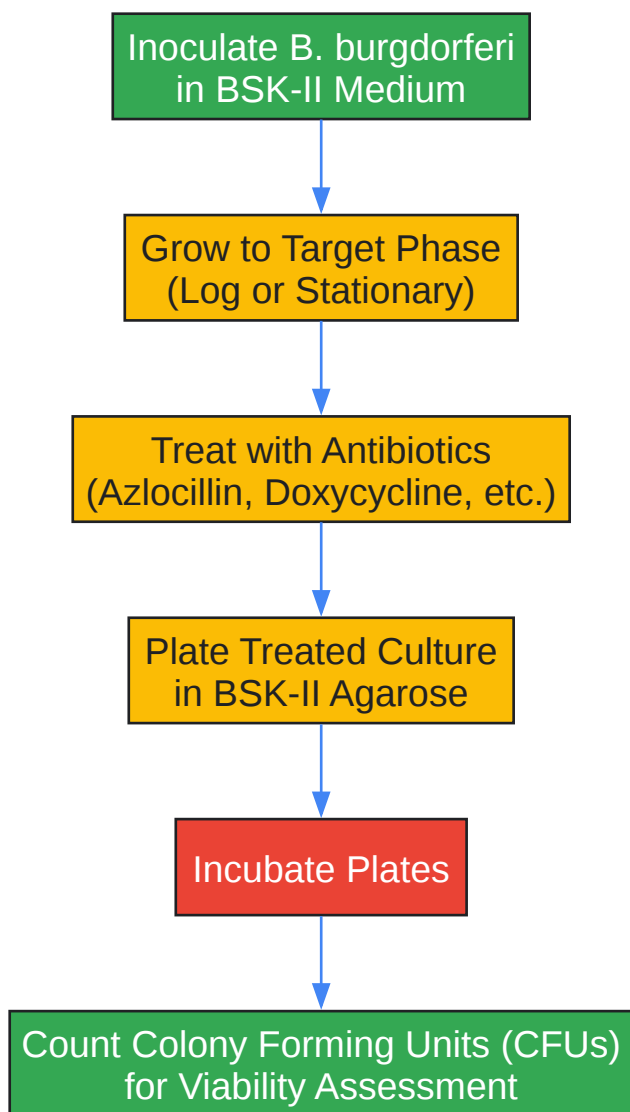 Inoculate B. burgdorferi
in BSK-II Medium
Grow to Target Phase
(Log or Stationary)
Treat with Antibiotics
(Azlocillin, Doxycycline, etc.)
Plate Treated Culture
in BSK-II Agarose
Incubate Plates
Count Colony Forming Units (CFUs)
for Viability Assessment